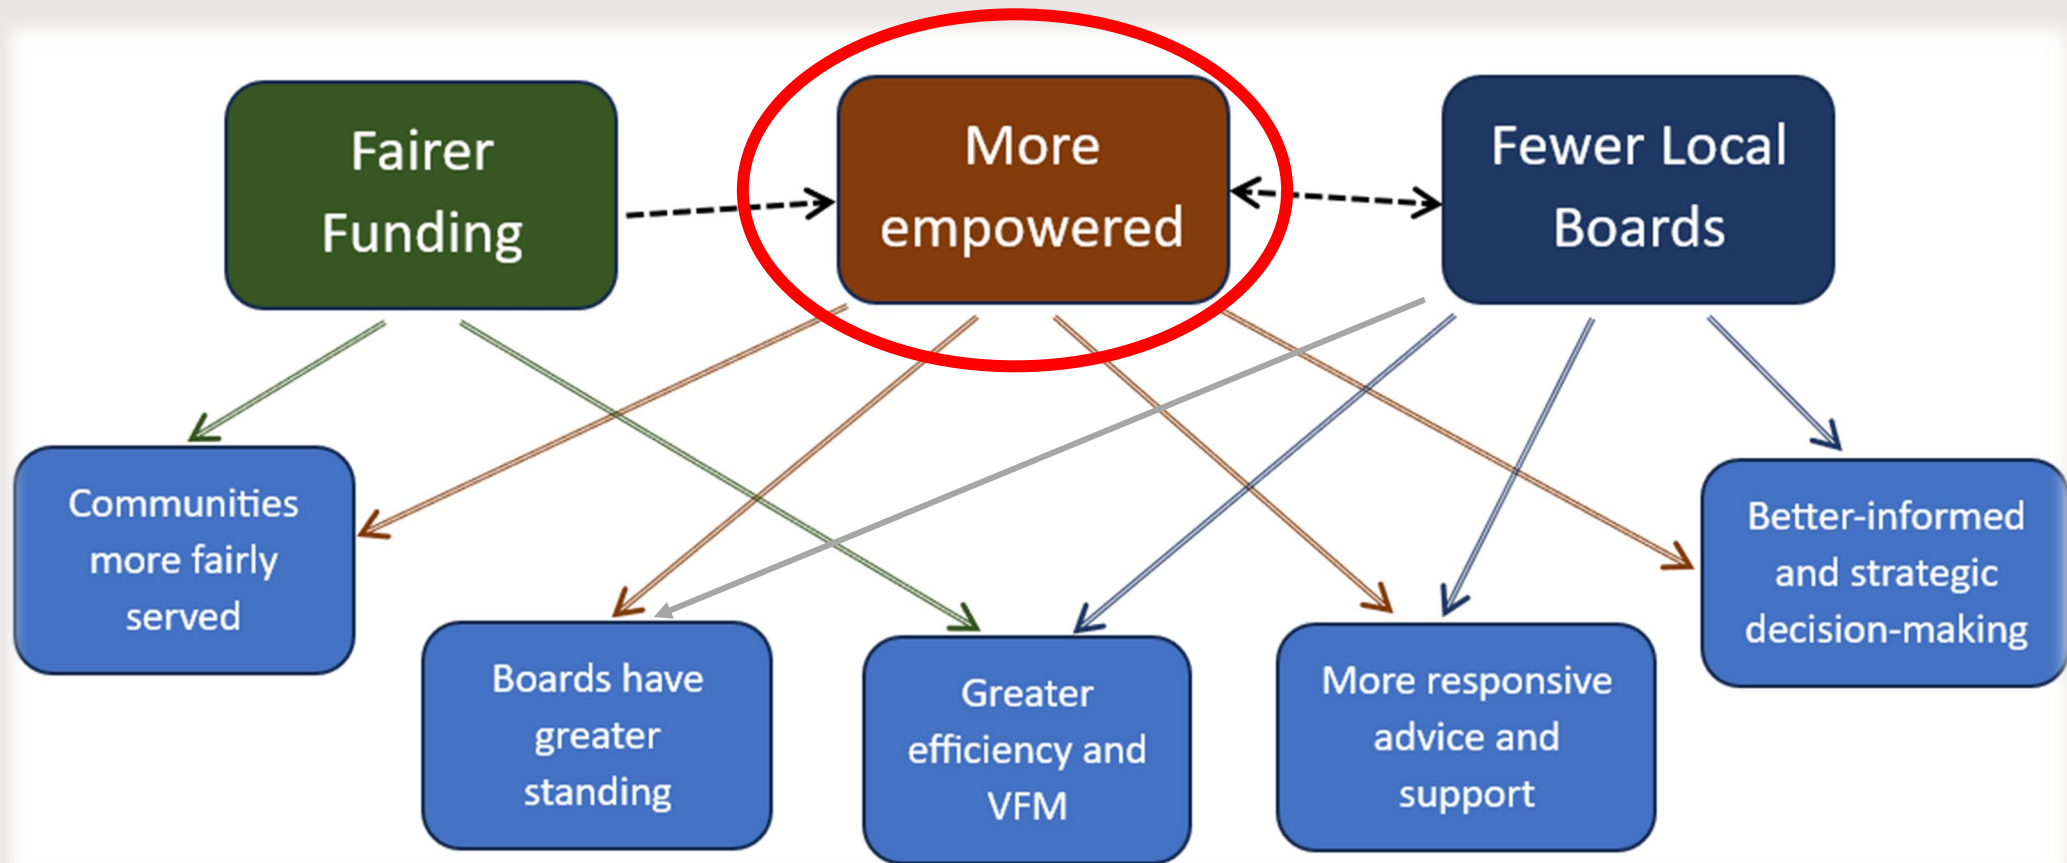 Fairer
Funding
More
empowered
Fewer Local
Boards
Communities
more fairly
served
Boards have
greater
standing
Greater
efficiency and
VFM
More responsive
advice and
support
Better-informed
and strategic
decision-making